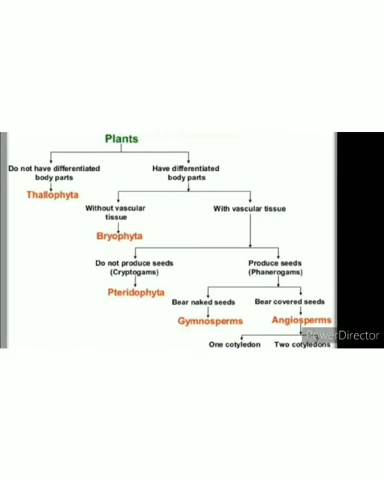 Plants
Do not have differentiated
body parts
Have differentiated
body parts
Thallophyta
Without vascular
tissue
With vascular tissue
Bryophyta
Do not produce seeds
(Cryptogams)
Produce seeds
(Phanerogams)
Pteridophyta
Bear naked seeds
Bear covered seeds
Gymnosperms
Angiosperms
PowerDirector
One cotyledon
Two cotyledons